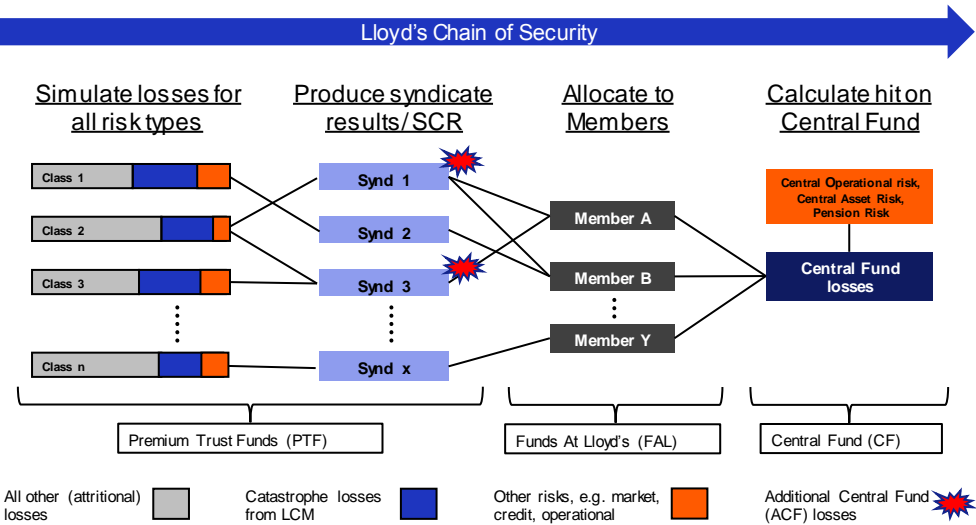 Lloyd's Chain of Security
Simulate losses for
all risk types
Produce syndicate
results/SCR
Allocate to
Members
Calculate hit on
Central Fund
Class 1
Class 2
Class 3
Class n
Synd 1
Synd 2
Synd 3
Synd x
Member A
Member B
Member Y
Central Operational risk,
Central Asset Risk,
Pension Risk
Central Fund
losses
Premium Trust Funds (PTF)
Funds At Lloyd's (FAL)
Central Fund (CF)
All other (attritional)
losses
Catastrophe losses
from LCM
Other risks, e.g. market,
credit, operational
Additional Central Fund
(ACF) losses